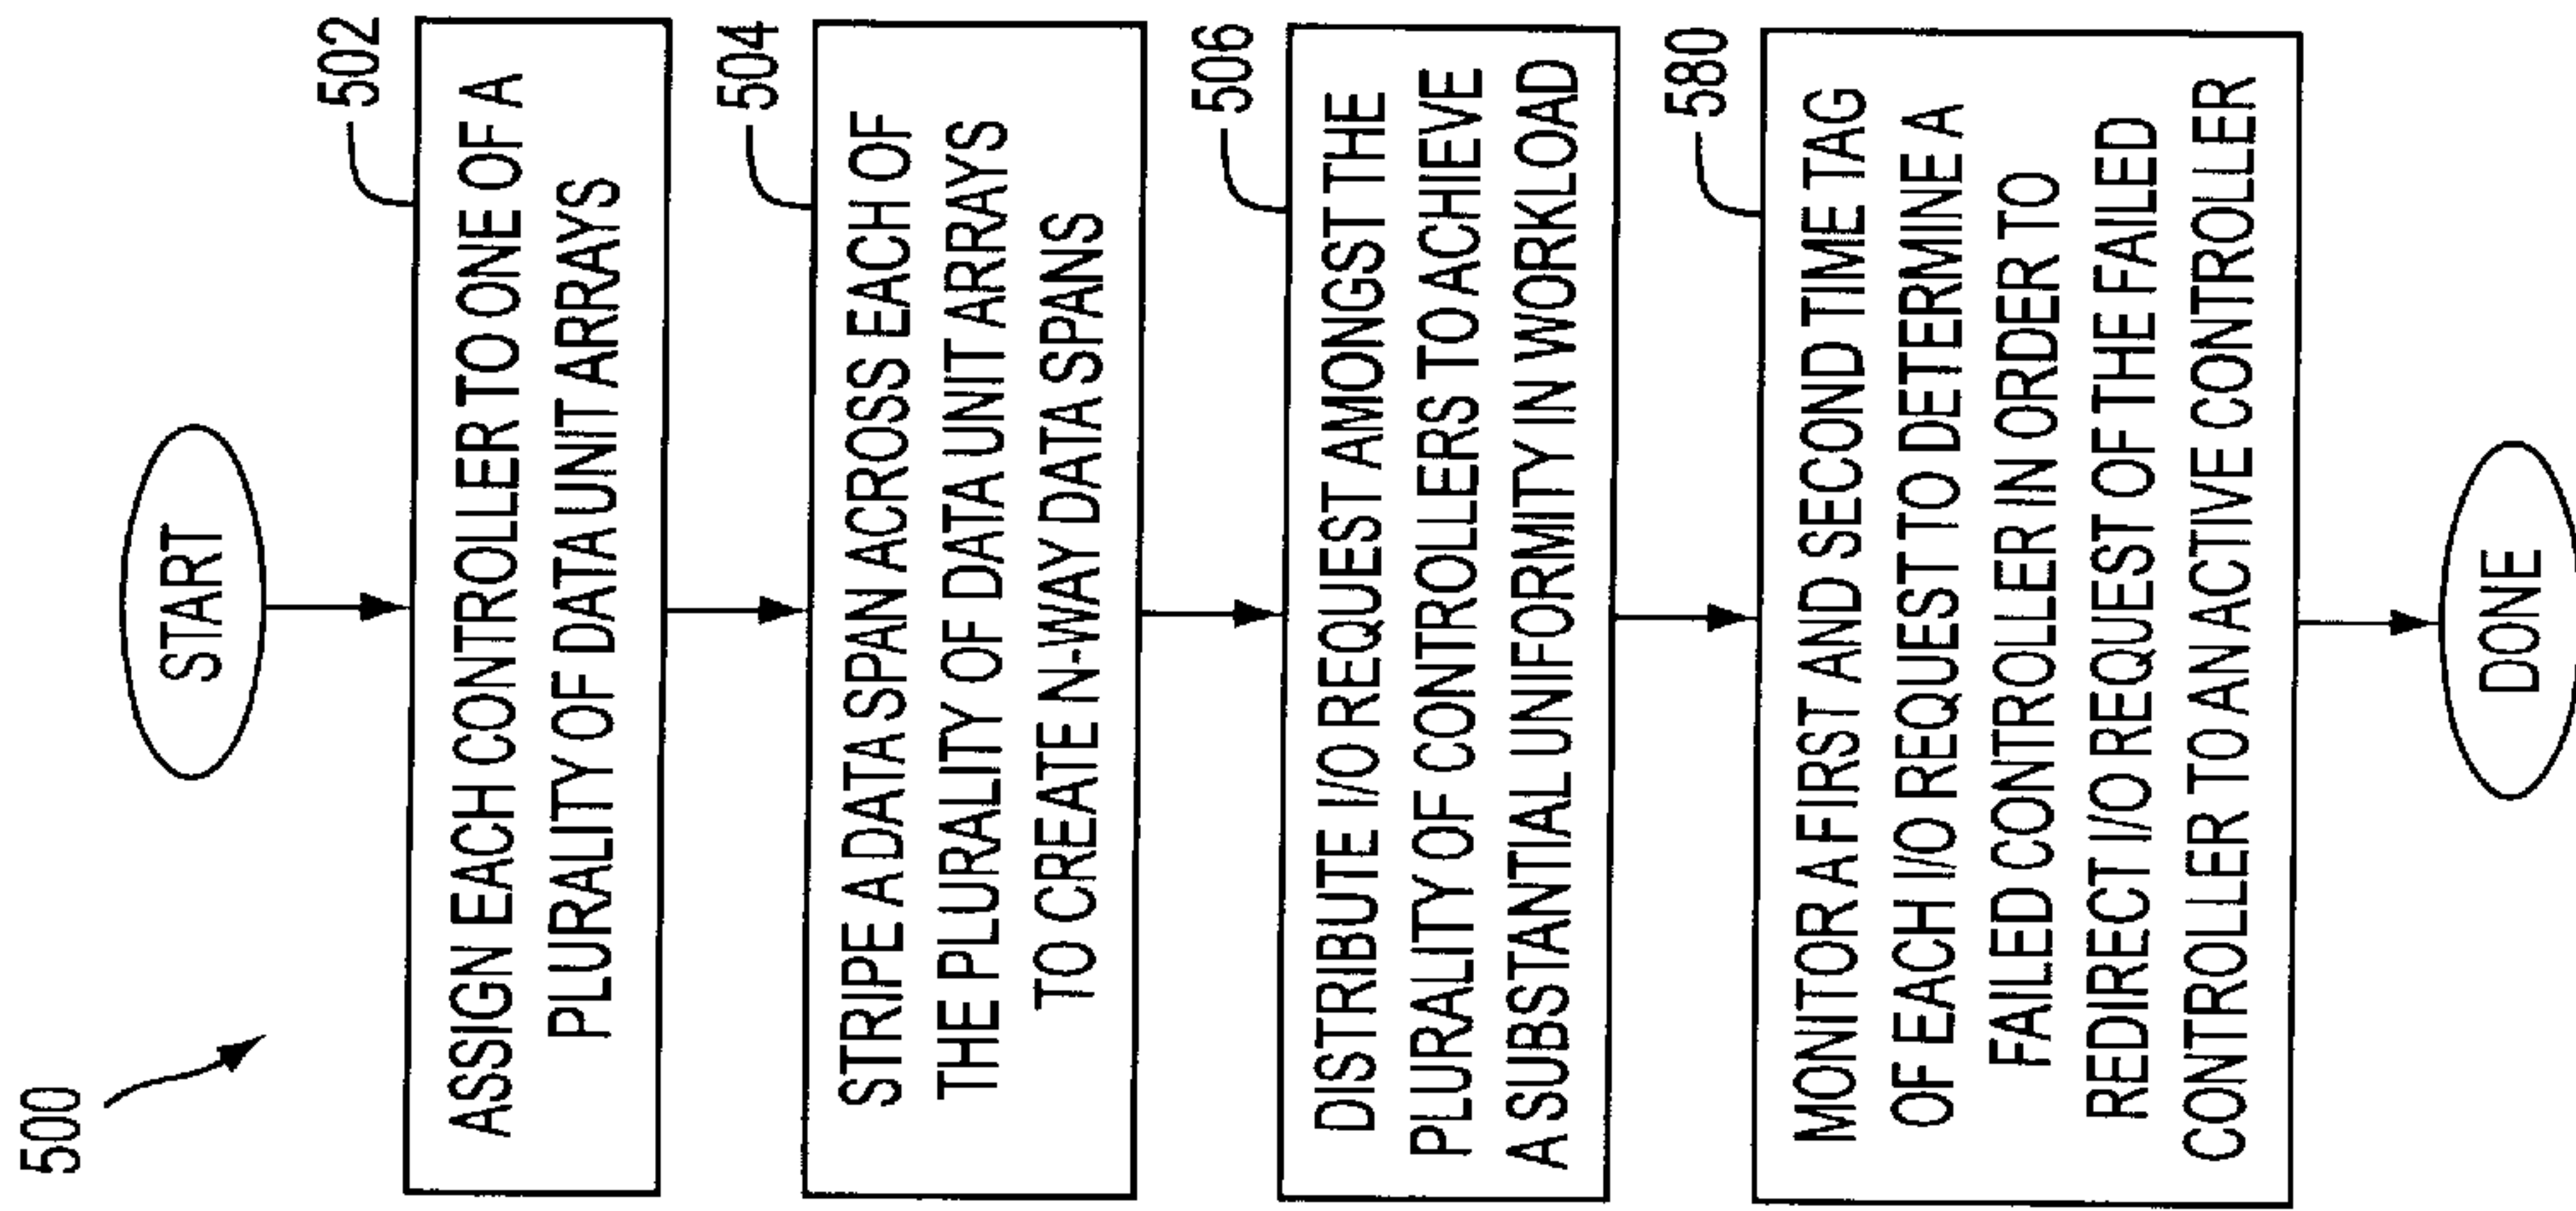 500
START
502
ASSIGN EACH CONTROLLER TO ONE OF A
PLURALITY OF DATA UNIT ARRAYS
504
STRIPE A DATA SPAN ACROSS EACH OF
THE PLURALITY OF DATA UNIT ARRAYS
TO CREATE N-WAY DATA SPANS
506
DISTRIBUTE I/O REQUEST AMONGST THE
PLURALITY OF CONTROLLERS TO ACHIEVE
A SUBSTANTIAL UNIFORMITY IN WORKLOAD
580
MONITOR A FIRST AND SECOND TIME TAG
OF EACH I/O REQUEST TO DETERMINE A
FAILED CONTROLLER IN ORDER TO
REDIRECT I/O REQUEST OF THE FAILED
CONTROLLER TO AN ACTIVE CONTROLLER
DONE